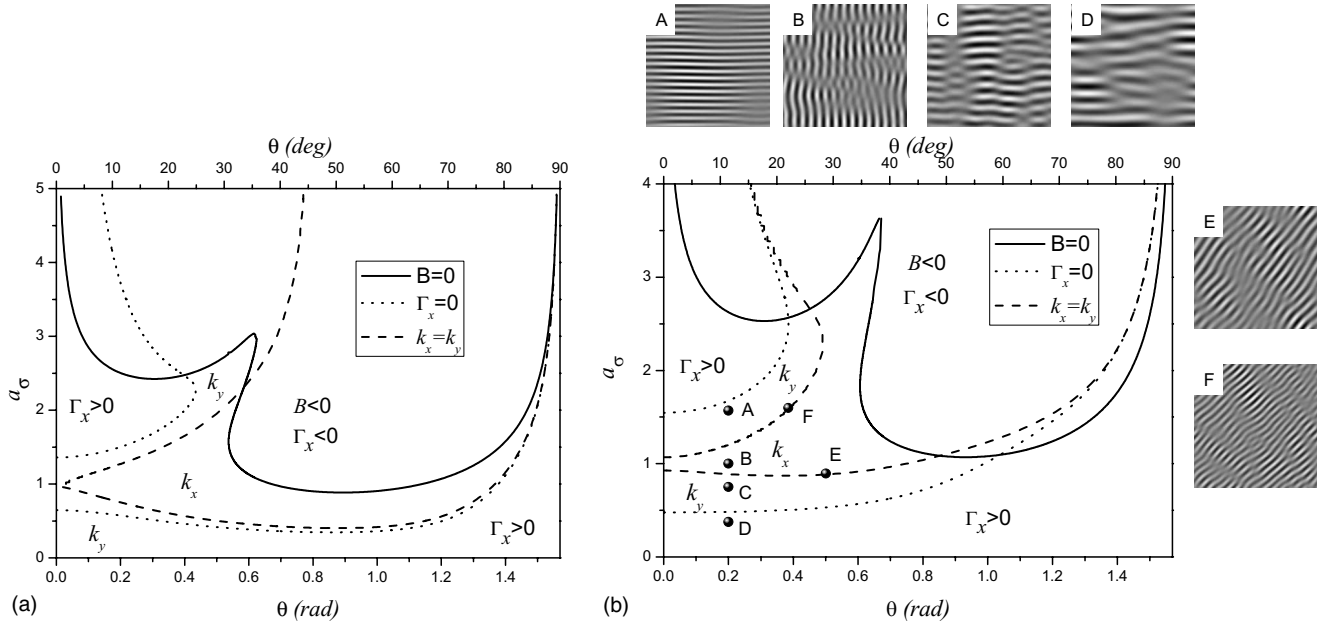 A B C D
θ (deg)
0 10 20 30 40 50 60 70 80 90
5
4
3
2
1
0
a_σ
B=0
Γ_x=0
k_x=k_y
Γ_x>0
k_y
B<0
Γ_x<0
k_x
k_y
Γ_x>0
0.0 0.2 0.4 0.6 0.8 1.0 1.2 1.4
(a)
θ (rad)
θ (deg)
0 10 20 30 40 50 60 70 80 90
4
3
2
1
0
a_σ
B=0
Γ_x=0
k_x=k_y
B<0
Γ_x<0
Γ_x>0
k_y
A
F
k_x
B
E
k_y
C
D
Γ_x>0
0.0 0.2 0.4 0.6 0.8 1.0 1.2 1.4
(b)
θ (rad)
E
F